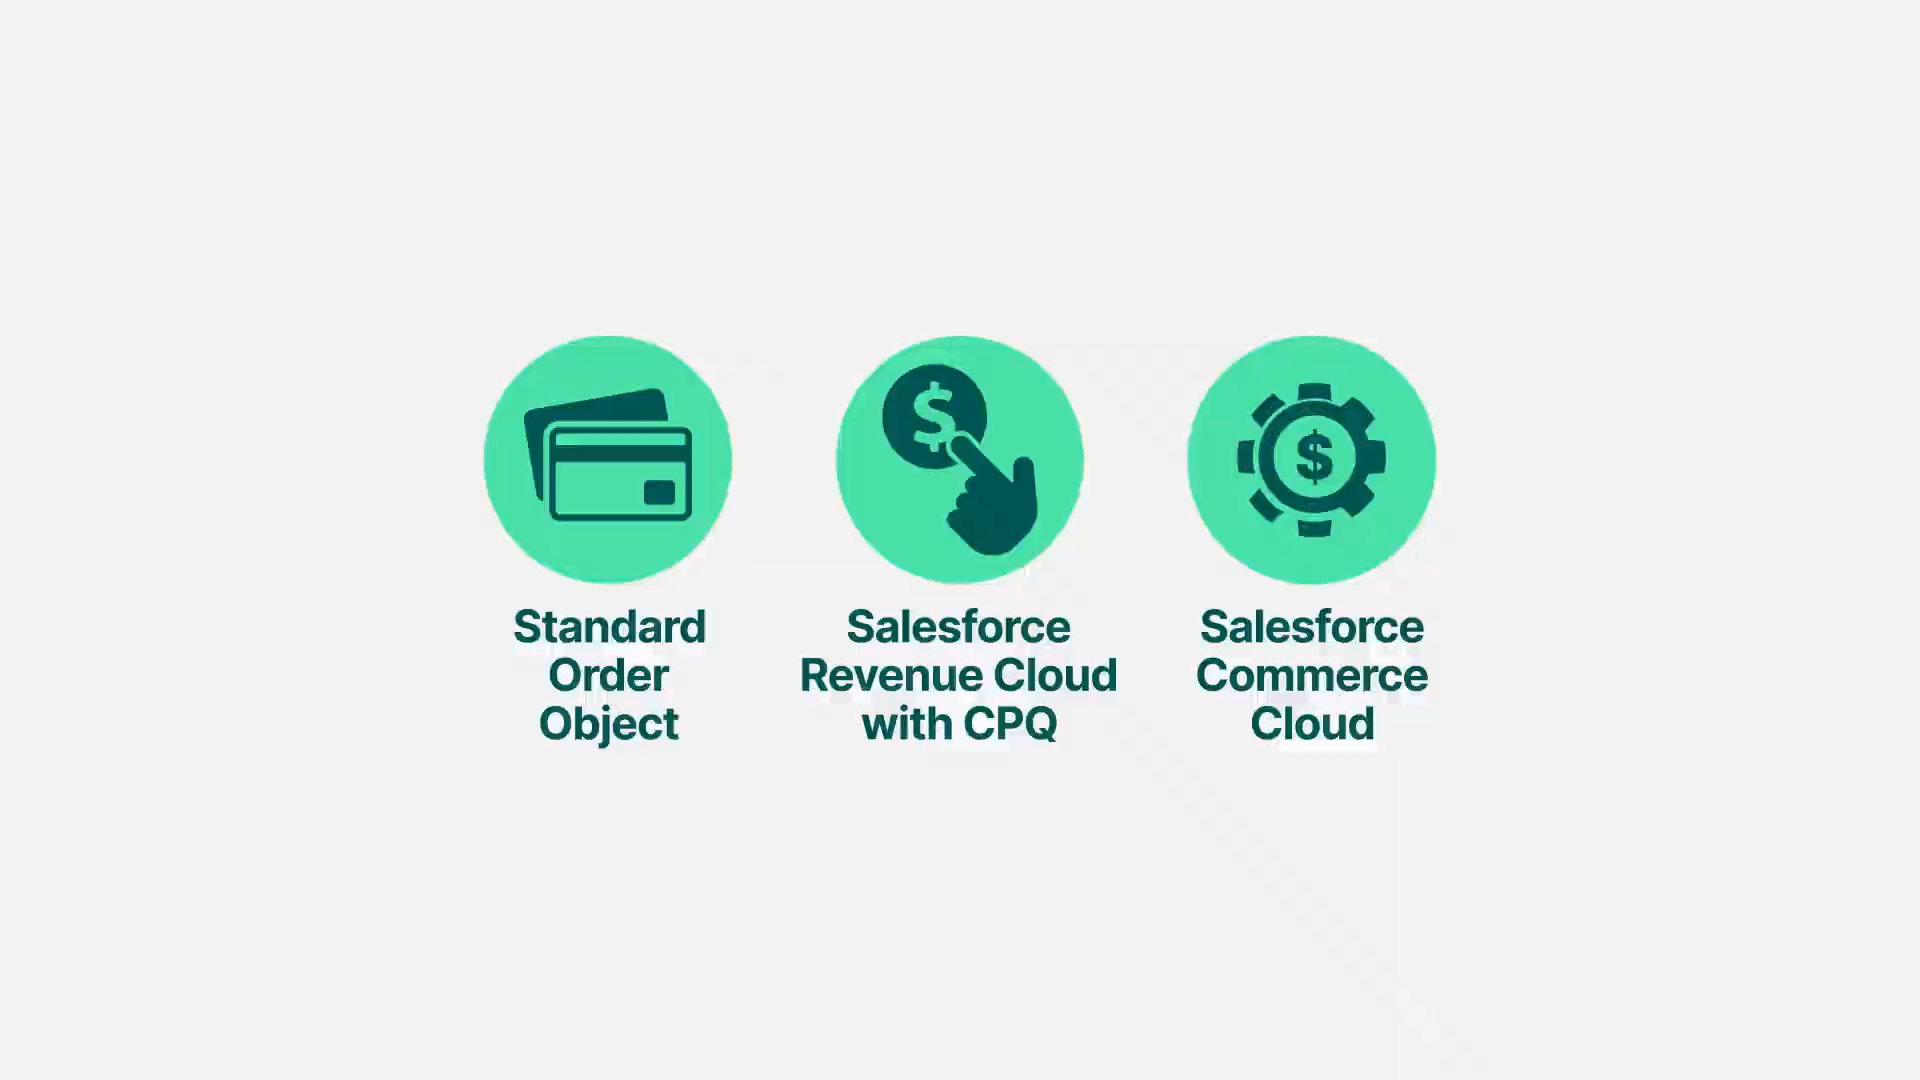 Standard
Order
Object
Salesforce
Revenue Cloud
with CPQ
Salesforce
Commerce
Cloud
$
$